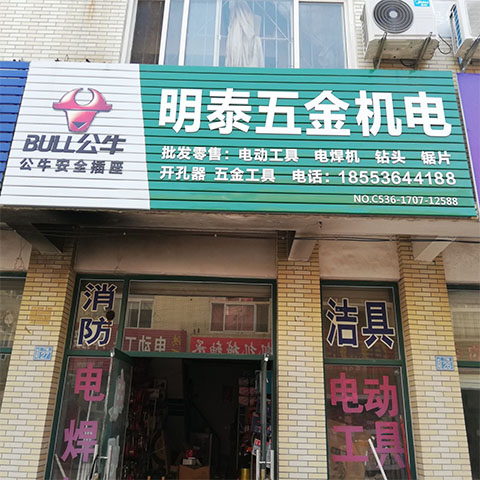 BULL公牛
公牛安全插座
明泰五金机电
批发零售：电动工具 电焊机 钻头 锯片
开孔器 五金工具 电话：18553644188
NO.C536-1707-12588
消防
洁具
电动工
电焊
电动工具